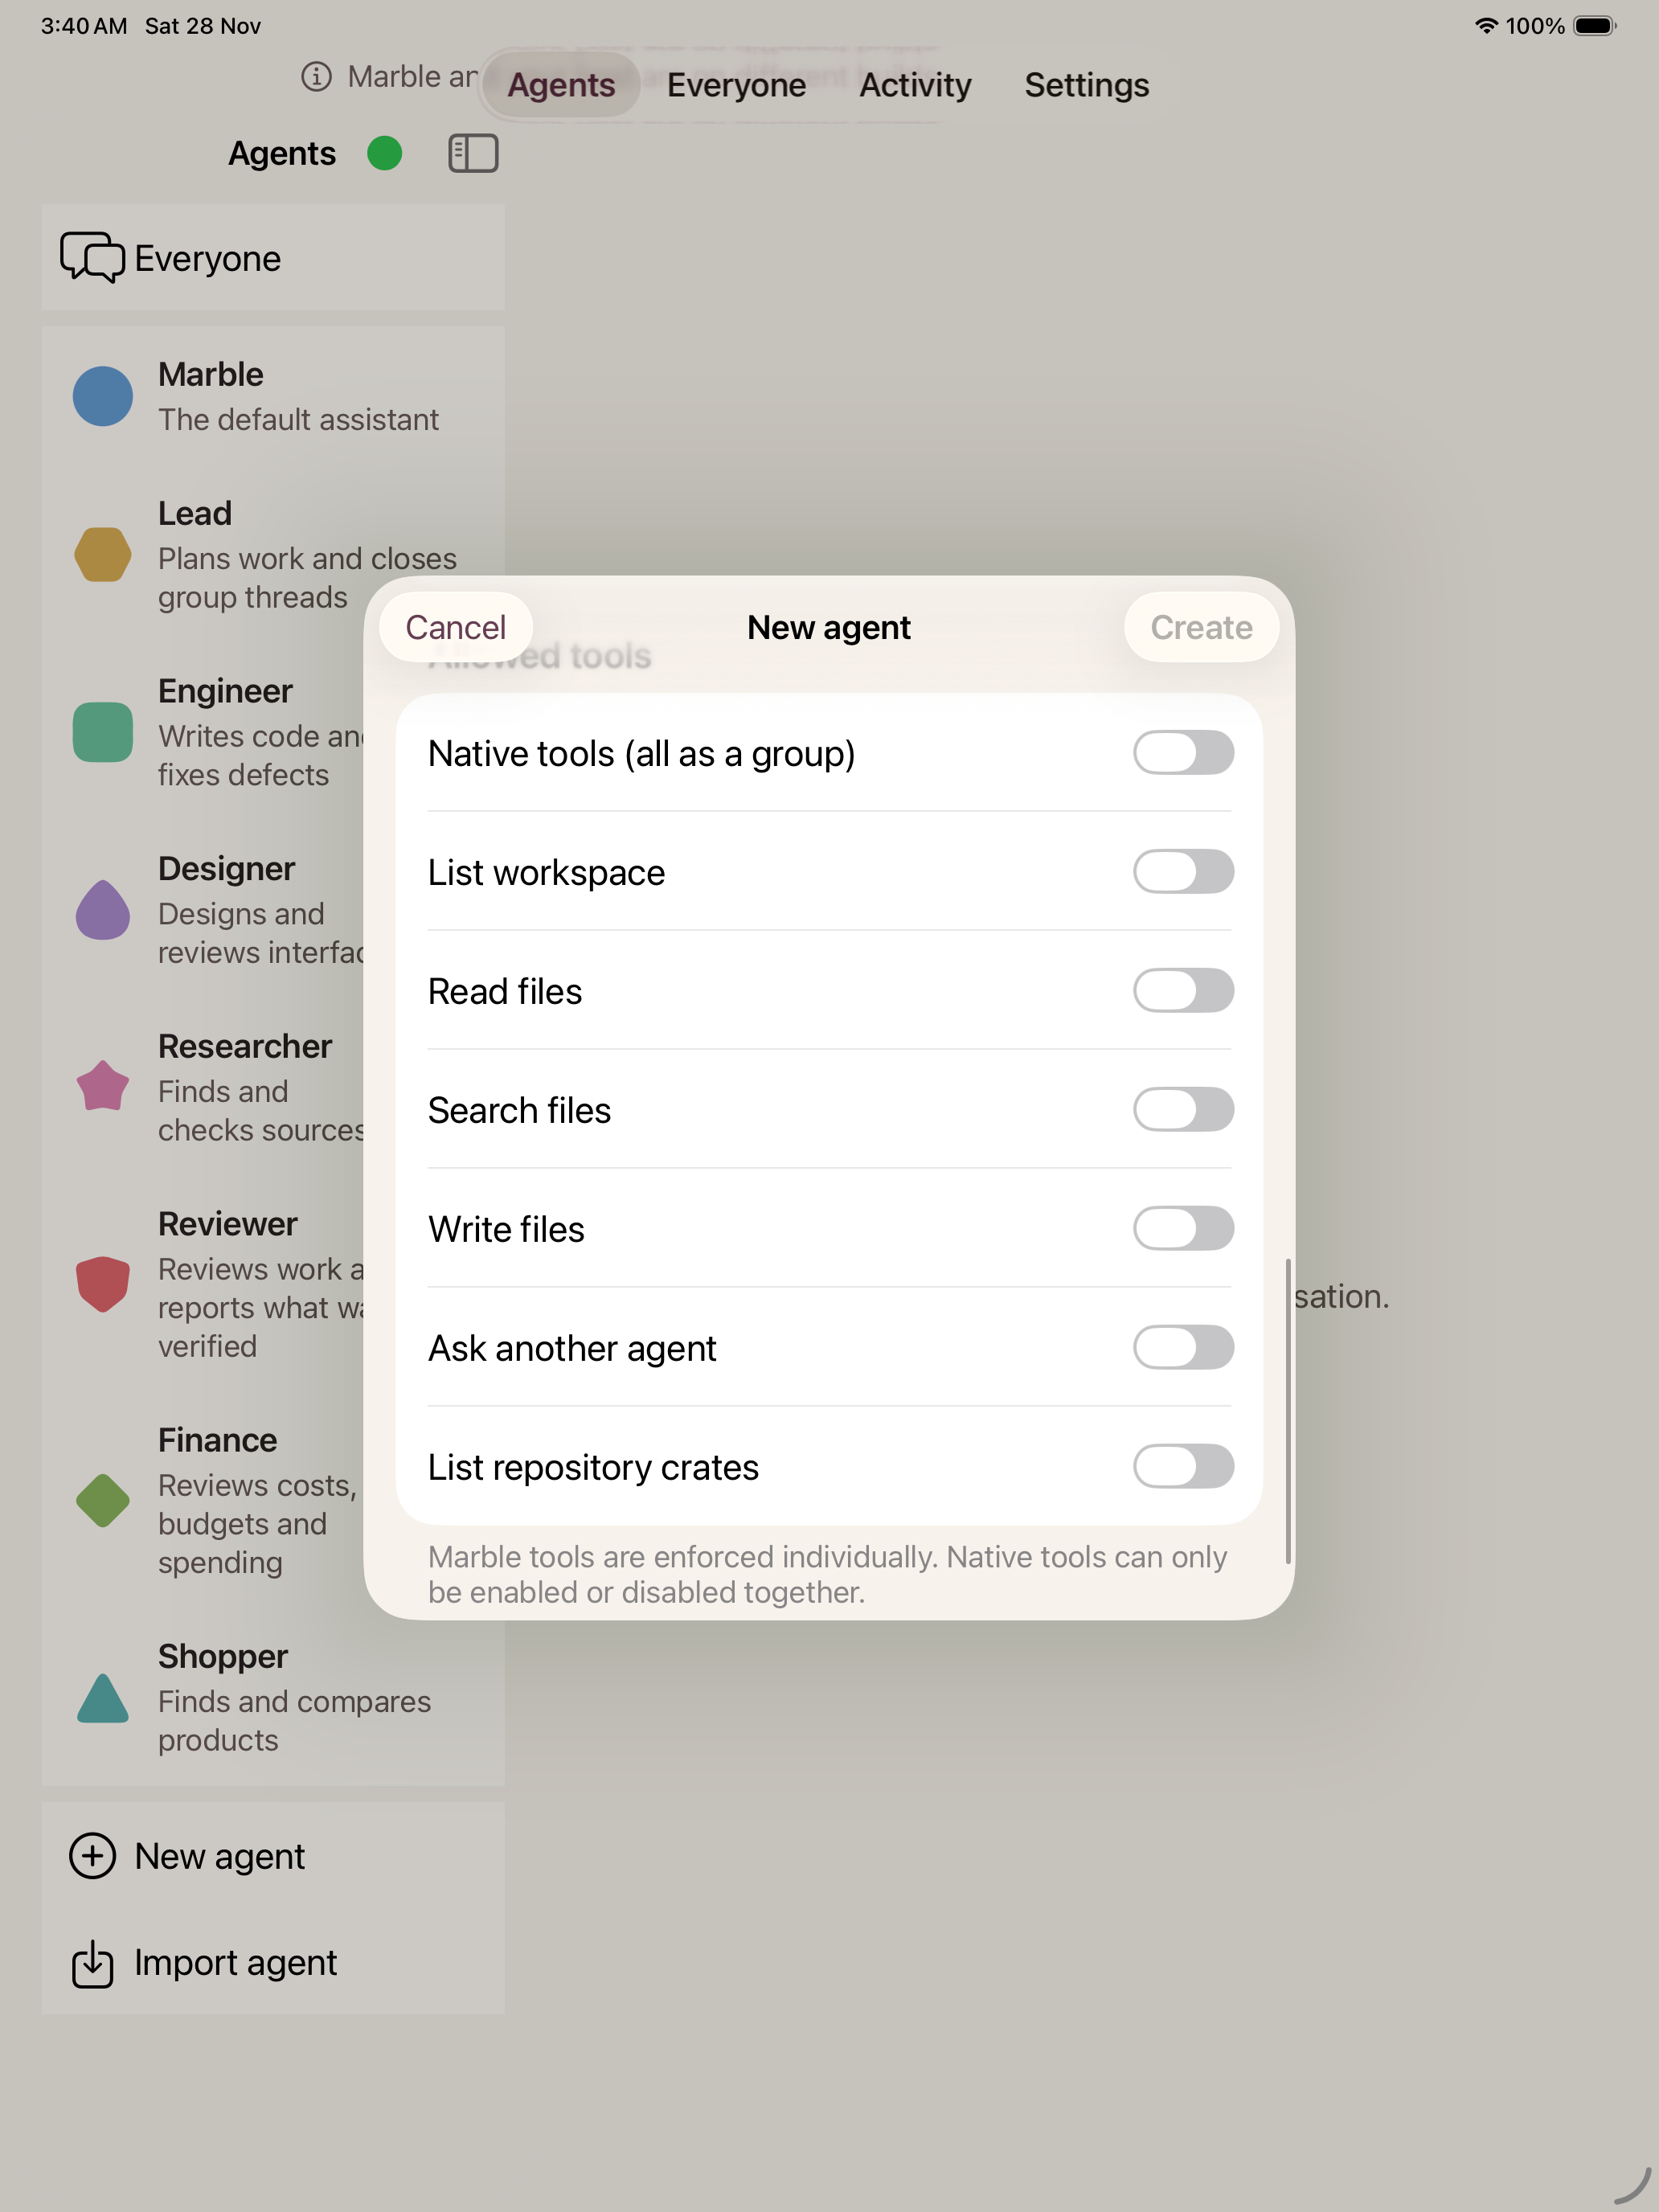 3:40 AM Sat 28 Nov
100%
Marble an
Agents Everyone Activity Settings
Agents
Everyone
Marble
The default assistant
Lead
Plans work and closes
group threads
Engineer
Writes code an
fixes defects
Designer
Designs and
reviews interfac
Researcher
Finds and
checks sources
Reviewer
Reviews work a
reports what wa
verified
Finance
Reviews costs,
budgets and
spending
Shopper
Finds and compares
products
New agent
Import agent
Cancel
New agent
Create
Allowed tools
Native tools (all as a group)
List workspace
Read files
Search files
Write files
Ask another agent
List repository crates
Marble tools are enforced individually. Native tools can only
be enabled or disabled together.
sation.